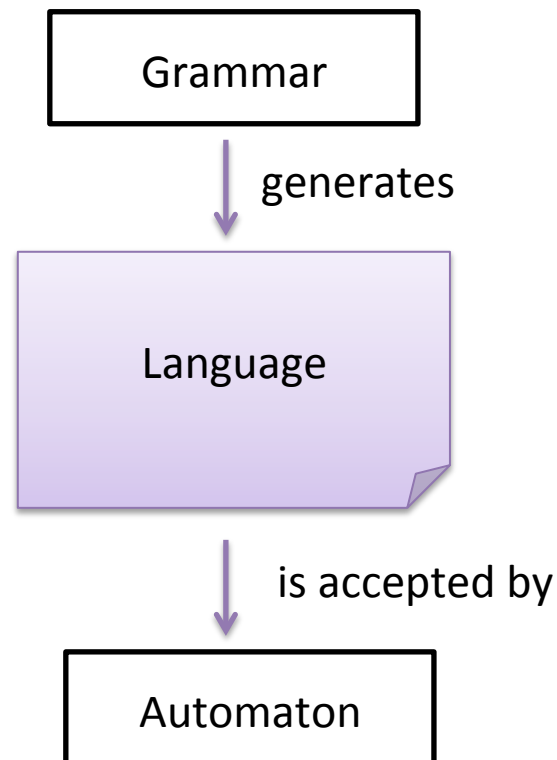 Grammar
generates
Language
is accepted by
Automaton